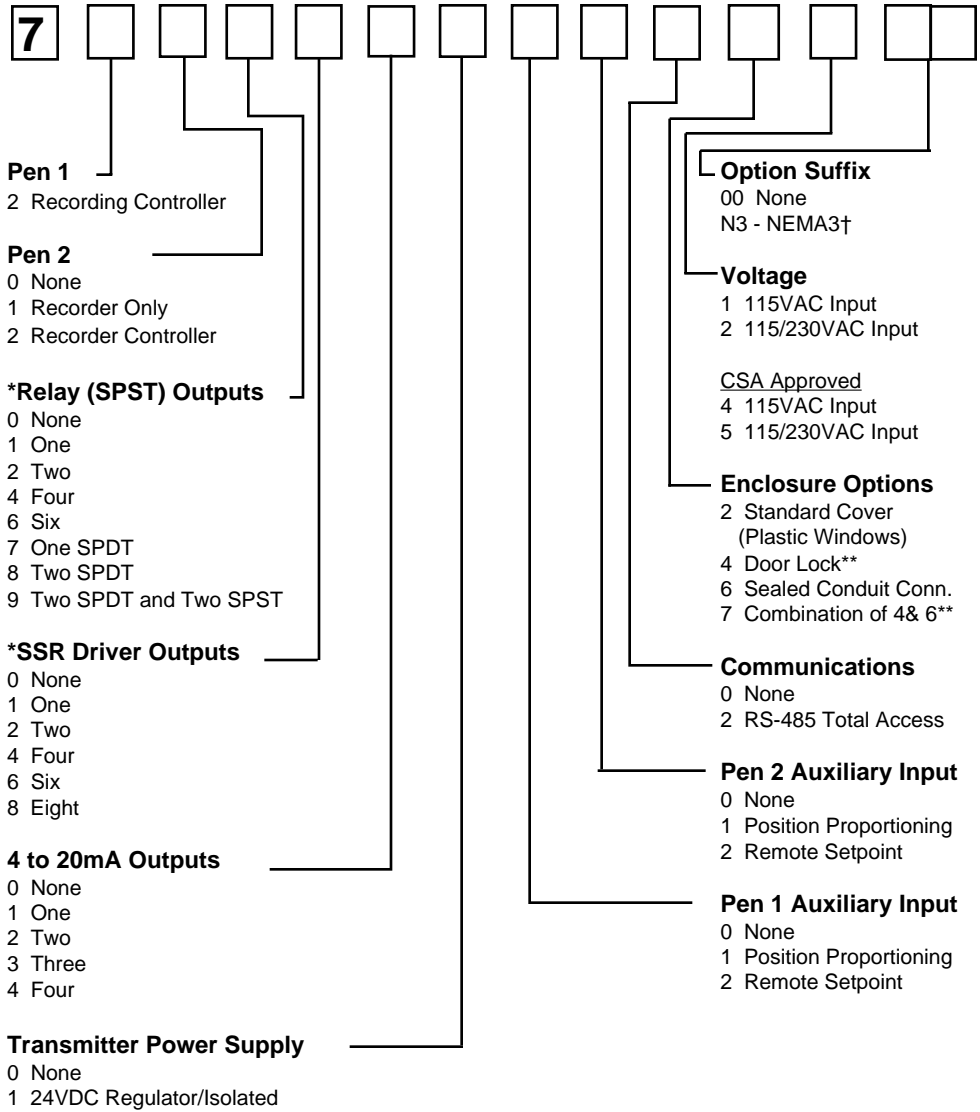 7
Pen 1
2 Recording Controller
Pen 2
0 None
1 Recorder Only
2 Recorder Controller
*Relay (SPST) Outputs
0 None
1 One
2 Two
4 Four
6 Six
7 One SPDT
8 Two SPDT
9 Two SPDT and Two SPST
*SSR Driver Outputs
0 None
1 One
2 Two
4 Four
6 Six
8 Eight
4 to 20mA Outputs
0 None
1 One
2 Two
3 Three
4 Four
Transmitter Power Supply
0 None
1 24VDC Regulator/Isolated
Option Suffix
00 None
N3 - NEMA3†
Voltage
1 115VAC Input
2 115/230VAC Input
CSA Approved
4 115VAC Input
5 115/230VAC Input
Enclosure Options
2 Standard Cover
(Plastic Windows)
4 Door Lock**
6 Sealed Conduit Conn.
7 Combination of 4& 6**
Communications
0 None
2 RS-485 Total Access
Pen 2 Auxiliary Input
0 None
1 Position Proportioning
2 Remote Setpoint
Pen 1 Auxiliary Input
0 None
1 Position Proportioning
2 Remote Setpoint